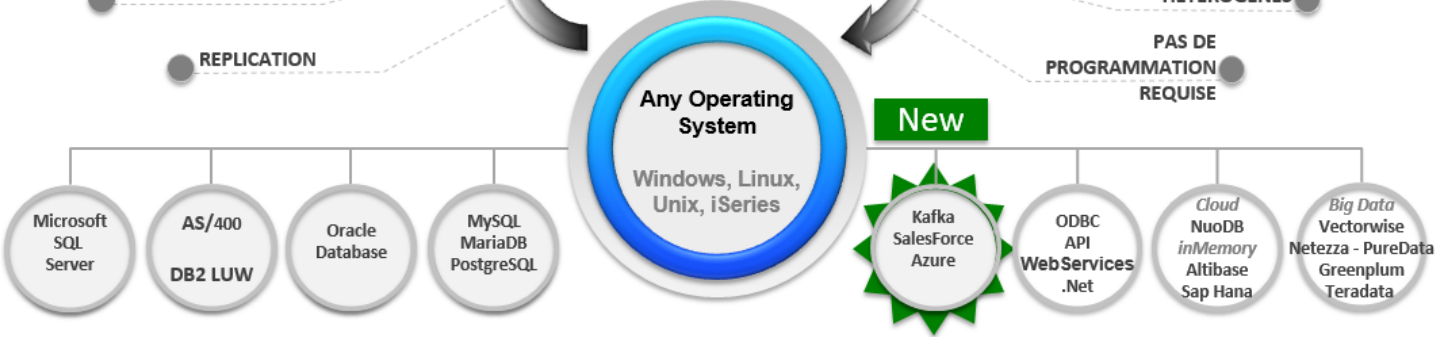 HETEROGENES
REPLICATION
PAS DE
PROGRAMMATION
REQUISE
Any Operating
System
Windows, Linux,
Unix, iSeries
New
Microsoft
SQL
Server
AS/400
DB2 LUW
Oracle
Database
MySQL
MariaDB
PostgreSQL
Kafka
SalesForce
Azure
ODBC
API
WebServices
.Net
Cloud
NuoDB
inMemory
Altibase
Sap Hana
Big Data
Vectorwise
Netezza - PureData
Greenplum
Teradata